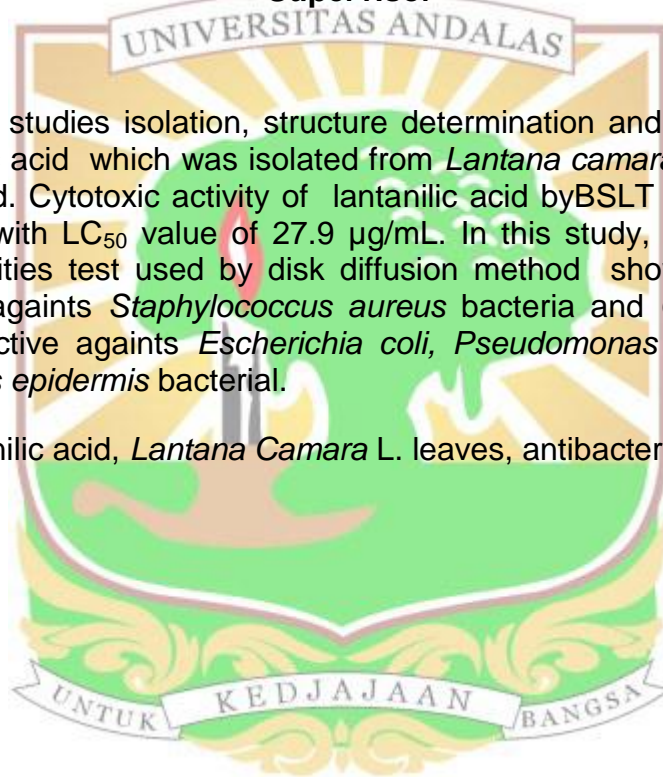 Supervisor
UNIVERSITAS ANDALAS
studies isolation, structure determination and
acid which was isolated from Lantana camara
d. Cytotoxic activity of lantanilic acid byBSLT
with LC50 value of 27.9 µg/mL. In this study,
ities test used by disk diffusion method sho
againts Staphylococcus aureus bacteria and
ctive againts Escherichia coli, Pseudomonas
s epidermis bacterial.
nilic acid, Lantana Camara L. leaves, antibacter
UNTUK KEDJAJAAN BANGSA